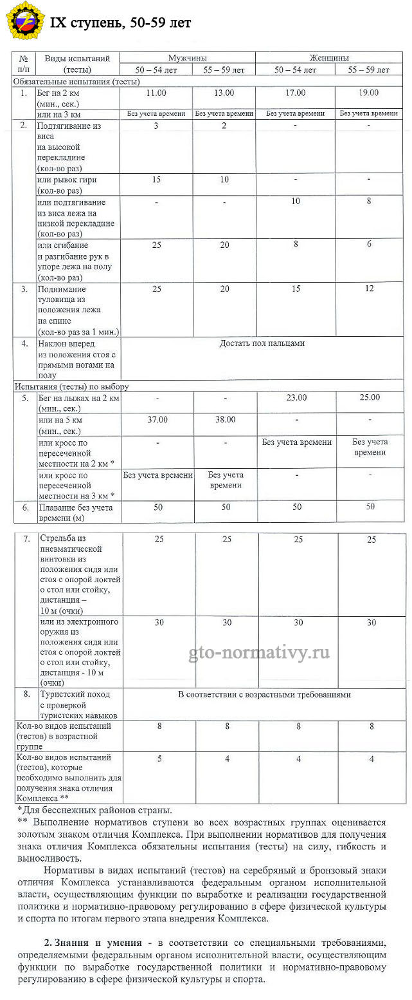 IX ступень, 50-59 лет
№ п/п Виды испытаний (тесты) Мужчины Женщины
50 – 54 лет 55 – 59 лет 50 – 54 лет 55 – 59 лет
Обязательные испытания (тесты)
1. Бег на 2 км 11.00 13.00 17.00 19.00
(мин., сек.)
или на 3 км Без учета времени Без учета времени Без учета времени Без учета времени
2. Подтягивание из 3 2 - -
виса
на высокой
перекладине
(кол-во раз)
или рывок гири 15 10 - -
(кол-во раз)
или подтягивание - - 10 8
из виса лежа на
низкой перекладине
(кол-во раз)
или сгибание 25 20 8 6
и разгибание рук в
упоре лежа на полу
(кол-во раз)
3. Поднимание 25 20 15 12
туловища из
положения лежа
на спине
(кол-во раз за 1 мин.)
4. Наклон вперед Достать пол пальцами
из положения стоя с
прямыми ногами на
полу
Испытания (тесты) по выбору
5. Бег на лыжах на 2 км - - 23.00 25.00
(мин., сек.)
или на 5 км 37.00 38.00 - -
(мин., сек.)
или кросс по - - Без учета времени Без учета
пересеченной времени
местности на 2 км *
или кросс по Без учета времени Без учета - -
пересеченной времени
местности на 3 км *
6. Плавание без учета 50 50 50 50
времени (м)
7. Стрельба из 25 25 25 25
пневматической
винтовки из
положения сидя или
стоя с опорой локтей
о стол или стойку,
дистанция –
10 м (очки)
или из электронного 30 30 30 30
оружия из
положения сидя или
стоя с опорой локтей
о стол или стойку,
дистанция - 10 м
(очки)
gto-normativy.ru
8. Туристский поход В соответствии с возрастными требованиями
с проверкой
туристских навыков
Кол-во видов испытаний 8 8 8 8
(тестов) в возрастной
группе
Кол-во видов испытаний 5 4 4 4
(тестов), которые
необходимо выполнить для
получения знака отличия
Комплекса **
*Для бесснежных районов страны.
** Выполнение нормативов ступени во всех возрастных группах оценивается
золотым знаком отличия Комплекса. При выполнении нормативов для получения
знака отличия Комплекса обязательны испытания (тесты) на силу, гибкость и
выносливость.
Нормативы в видах испытаний (тестов) на серебряный и бронзовый знаки
отличия Комплекса устанавливаются федеральным органом исполнительной
власти, осуществляющим функции по выработке и реализации государственной
политики и нормативно-правовому регулированию в сфере физической культуры
и спорта по итогам первого этапа внедрения Комплекса.
2. Знания и умения - в соответствии со специальными требованиями,
определяемыми федеральным органом исполнительной власти, осуществляющим
функции по выработке государственной политики и нормативно-правовому
регулированию в сфере физической культуры и спорта.